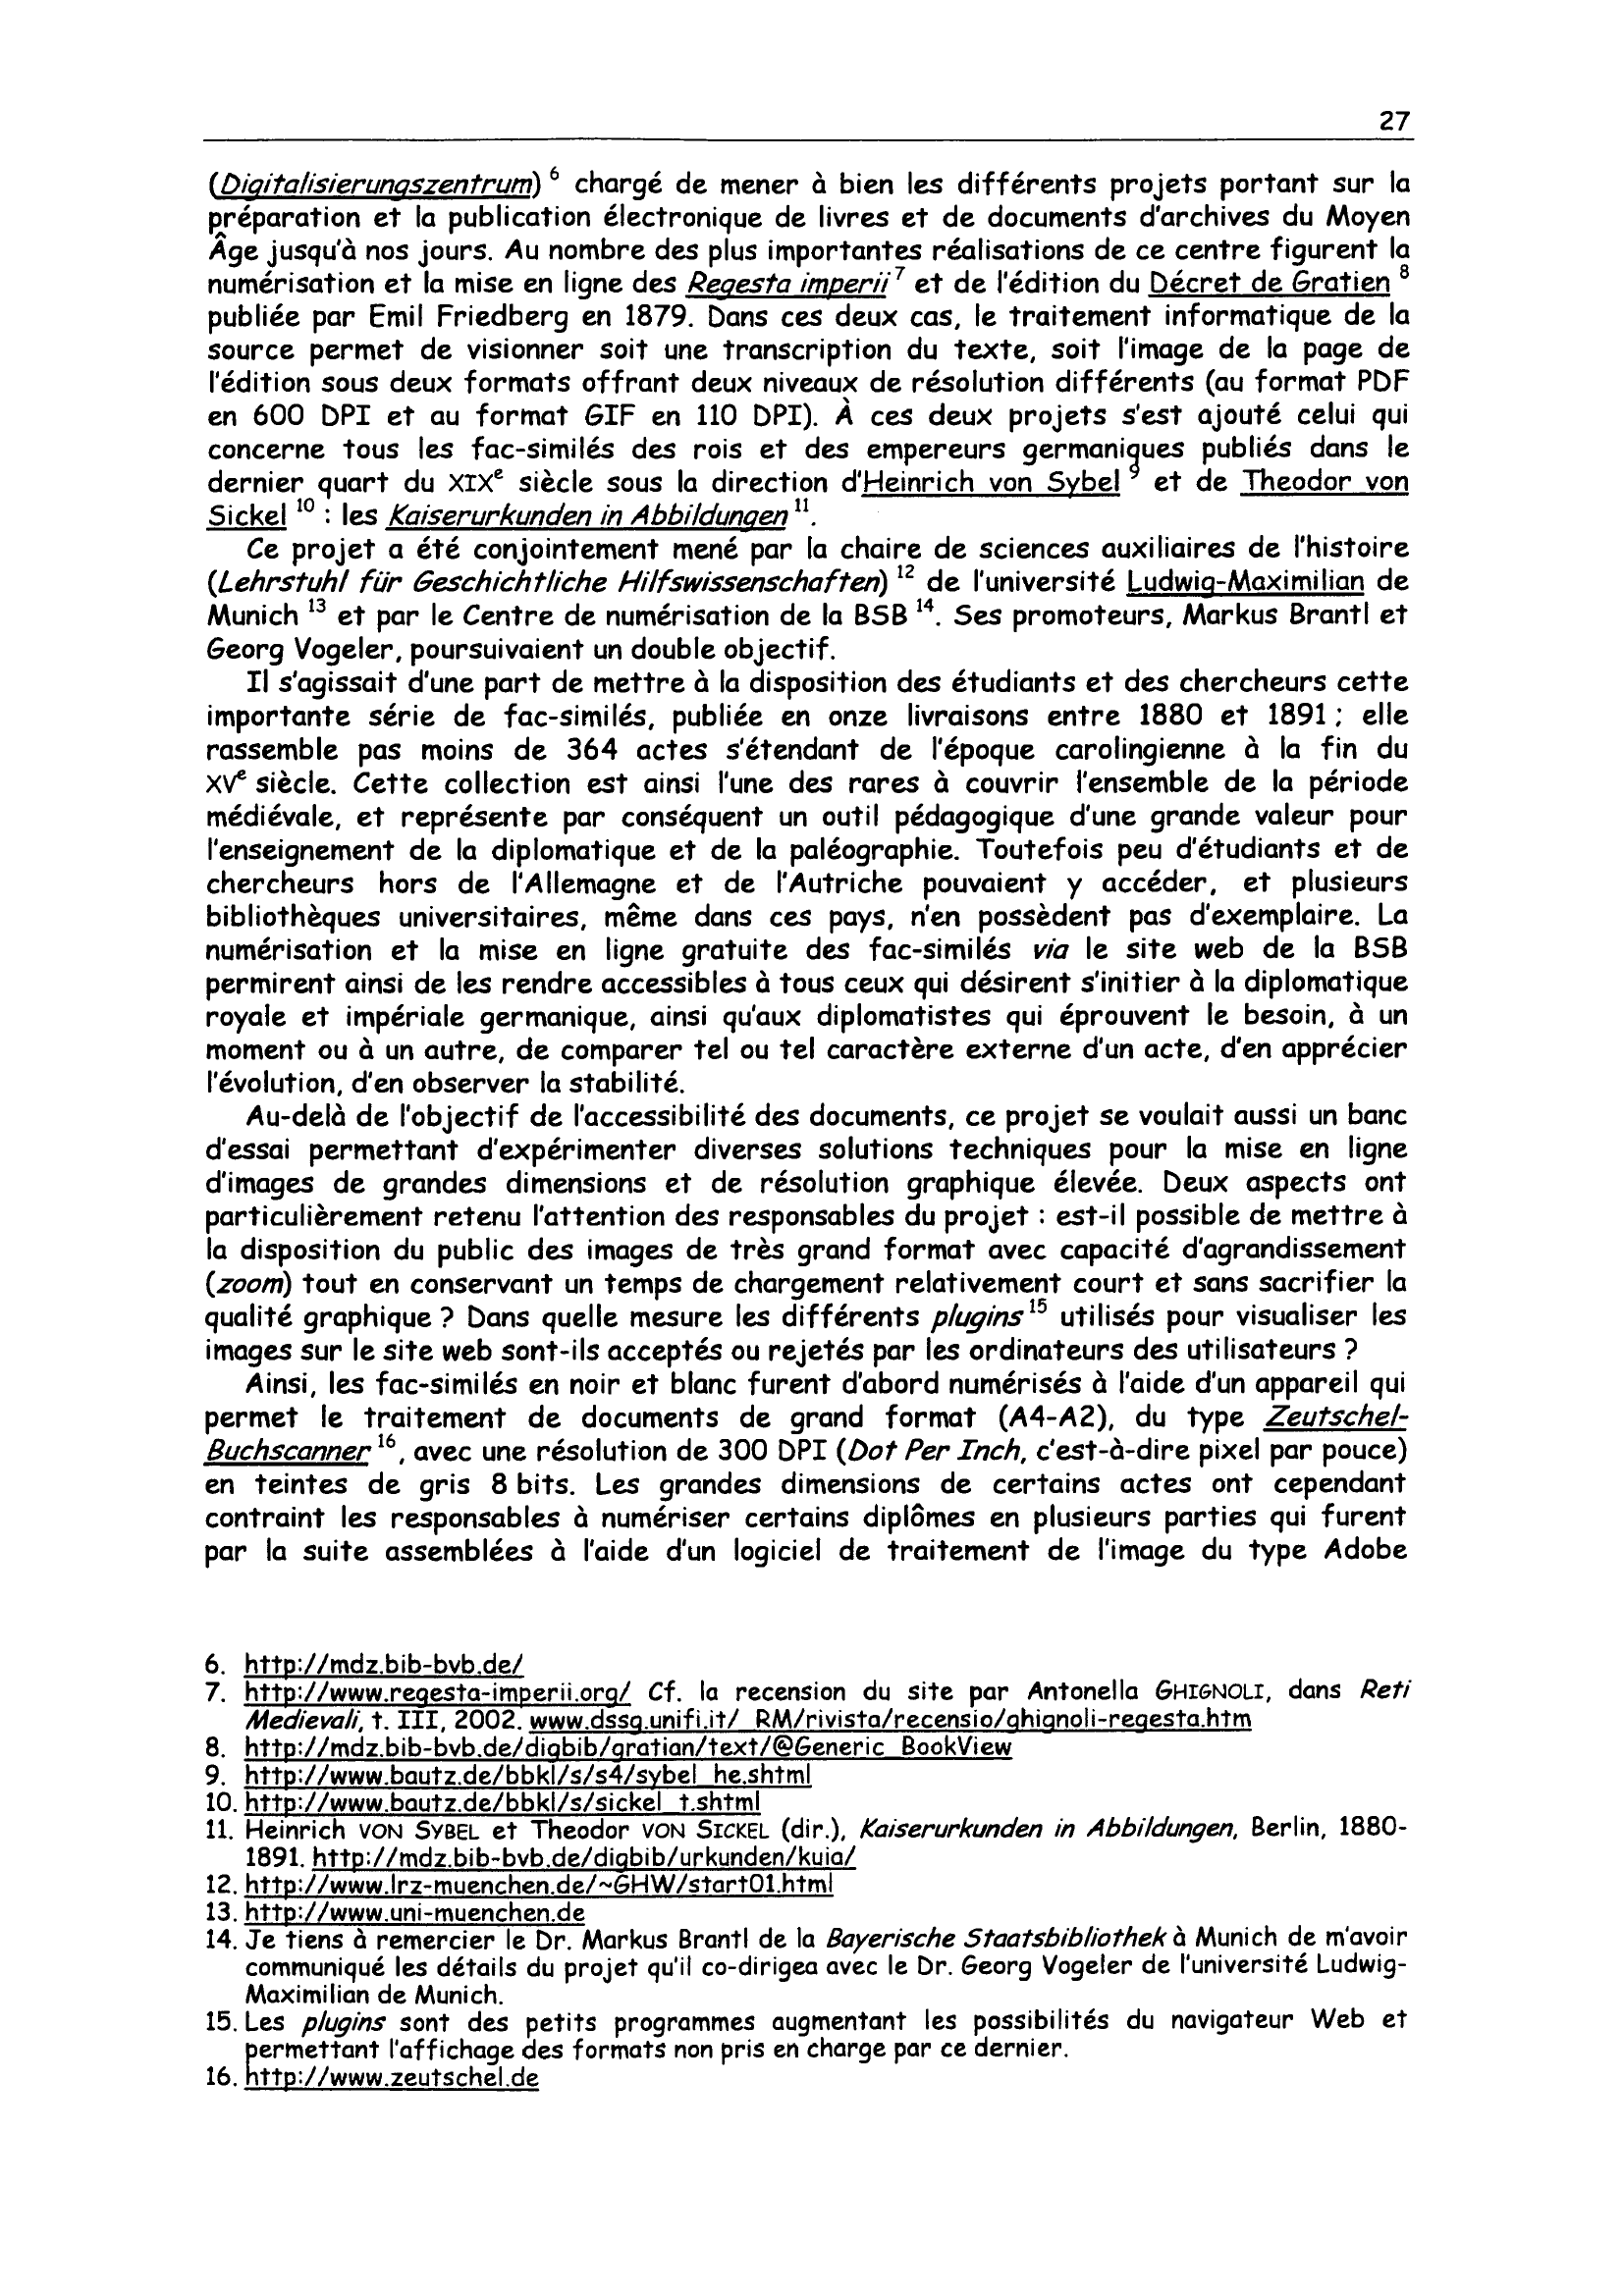 27
(Digitalisierungszentrum) 6 chargé de mener à bien les différents projets portant sur la
préparation et la publication électronique de livres et de documents d'archives du Moyen
Âge jusqu'à nos jours. Au nombre des plus importantes réalisations de ce centre figurent la
numérisation et la mise en ligne des Regesta imperii 7 et de l'édition du Décret de Gratien 8
publiée par Emil Friedberg en 1879. Dans ces deux cas, le traitement informatique de la
source permet de visionner soit une transcription du texte, soit l'image de la page de
l'édition sous deux formats offrant deux niveaux de résolution différents (au format PDF
en 600 DPI et au format GIF en 110 DPI). À ces deux projets s'est ajouté celui qui
concerne tous les fac-similés des rois et des empereurs germaniques publiés dans le
dernier quart du XIXe siècle sous la direction d'Heinrich von Sybel 9 et de Theodor von
Sickel 10 : les Kaiserurkunden in Abbildungen 11.
Ce projet a été conjointement mené par la chaire de sciences auxiliaires de l'histoire
(Lehrstuhl für Geschichtliche Hilfswissenschaften) 12 de l'université Ludwig-Maximilian de
Munich 13 et par le Centre de numérisation de la BSB 14. Ses promoteurs, Markus Brantl et
Georg Vogeler, poursuivaient un double objectif.
Il s'agissait d'une part de mettre à la disposition des étudiants et des chercheurs cette
importante série de fac-similés, publiée en onze livraisons entre 1880 et 1891 ; elle
rassemble pas moins de 364 actes s'étendant de l'époque carolingienne à la fin du
XVe siècle. Cette collection est ainsi l'une des rares à couvrir l'ensemble de la période
médiévale, et représente par conséquent un outil pédagogique d'une grande valeur pour
l'enseignement de la diplomatique et de la paléographie. Toutefois peu d'étudiants et de
chercheurs hors de l'Allemagne et de l'Autriche pouvaient y accéder, et plusieurs
bibliothèques universitaires, même dans ces pays, n'en possèdent pas d'exemplaire. La
numérisation et la mise en ligne gratuite des fac-similés via le site web de la BSB
permirent ainsi de les rendre accessibles à tous ceux qui désirent s'initier à la diplomatique
royale et impériale germanique, ainsi qu'aux diplomatistes qui éprouvent le besoin, à un
moment ou à un autre, de comparer tel ou tel caractère externe d'un acte, d'en apprécier
l'évolution, d'en observer la stabilité.
Au-delà de l'objectif de l'accessibilité des documents, ce projet se voulait aussi un banc
d'essai permettant d'expérimenter diverses solutions techniques pour la mise en ligne
d'images de grandes dimensions et de résolution graphique élevée. Deux aspects ont
particulièrement retenu l'attention des responsables du projet : est-il possible de mettre à
la disposition du public des images de très grand format avec capacité d'agrandissement
(zoom) tout en conservant un temps de chargement relativement court et sans sacrifier la
qualité graphique ? Dans quelle mesure les différents plugins 15 utilisés pour visualiser les
images sur le site web sont-ils acceptés ou rejetés par les ordinateurs des utilisateurs ?
Ainsi, les fac-similés en noir et blanc furent d'abord numérisés à l'aide d'un appareil qui
permet le traitement de documents de grand format (A4-A2), du type Zeutschel-
Buchscanner 16, avec une résolution de 300 DPI (Dot Per Inch, c'est-à-dire pixel par pouce)
en teintes de gris 8 bits. Les grandes dimensions de certains actes ont cependant
contraint les responsables à numériser certains diplômes en plusieurs parties qui furent
par la suite assemblées à l'aide d'un logiciel de traitement de l'image du type Adobe
6. http://mdz.bib-bvb.de/
7. http://www.regesta-imperii.org/ Cf. la recension du site par Antonella GHIGNOLI, dans Reti
Medievali, t. III, 2002. www.dssg.unifi.it/_RM/rivista/recensio/ghignoli-regesta.htm
8. http://mdz.bib-bvb.de/digbib/gratian/text/@Generic_BookView
9. http://www.bautz.de/bbkl/s/s4/sybel_he.shtml
10. http://www.bautz.de/bbkl/s/sickel_t.shtml
11. Heinrich VON SYBEL et Theodor VON SICKEL (dir.), Kaiserurkunden in Abbildungen, Berlin, 1880-
1891. http://mdz.bib-bvb.de/digbib/urkunden/kuia/
12. http://www.lrz-muenchen.de/~GHW/start01.html
13. http://www.uni-muenchen.de
14. Je tiens à remercier le Dr. Markus Brantl de la Bayerische Staatsbibliothek à Munich de m'avoir
communiqué les détails du projet qu'il co-dirigea avec le Dr. Georg Vogeler de l'université Ludwig-
Maximilian de Munich.
15. Les plugins sont des petits programmes augmentant les possibilités du navigateur Web et
permettant l'affichage des formats non pris en charge par ce dernier.
16. http://www.zeutschel.de